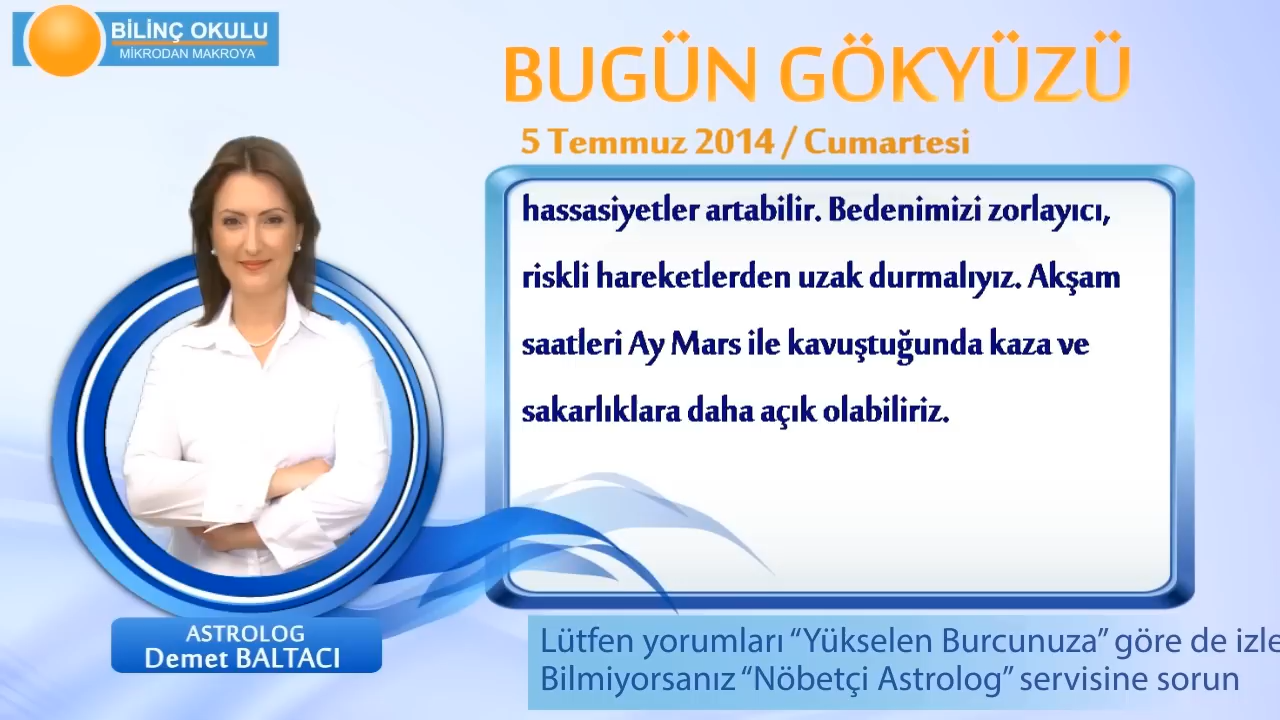 BİLİNÇ OKULU
MİKRODAN MAKROYA
BUGÜN GÖKYÜZÜ
5 Temmuz 2014 / Cumartesi
hassasiyetler artabilir. Bedenimizi zorlayıcı,
riskli hareketlerden uzak durmalıyız. Akşam
saatleri Ay Mars ile kavuştuğunda kaza ve
sakarlıklara daha açık olabiliriz.
ASTROLOG
Demet BALTACI
Lütfen yorumları “Yükselen Burcunuza” göre de izle
Bilmiyorsanız “Nöbetçi Astrolog” servisine sorun